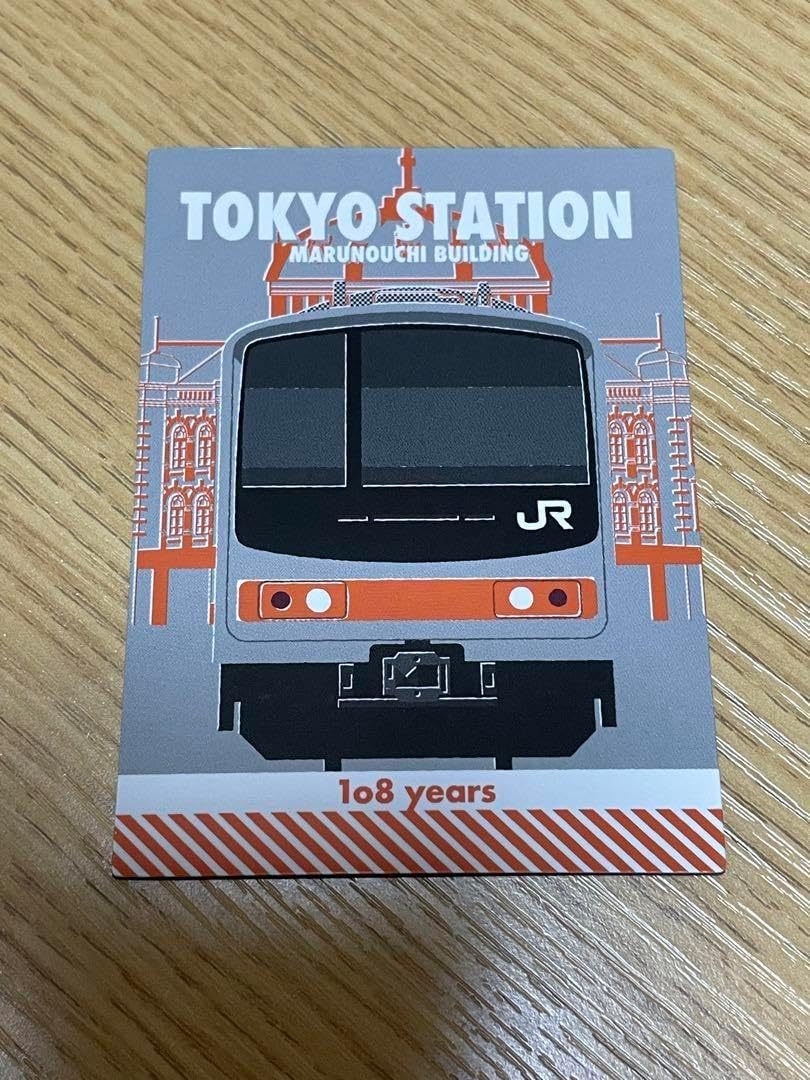 TOKYO STATION
MARUNOUCHI BUILDING
JR
1o8 years